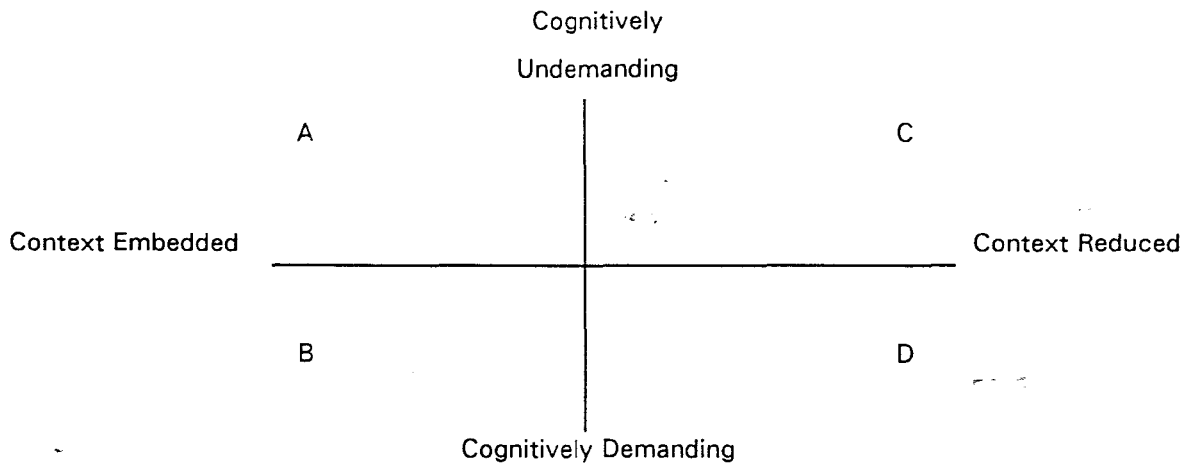 Cognitively
Undemanding
A
C
Context Embedded
Context Reduced
B
D
Cognitively Demanding